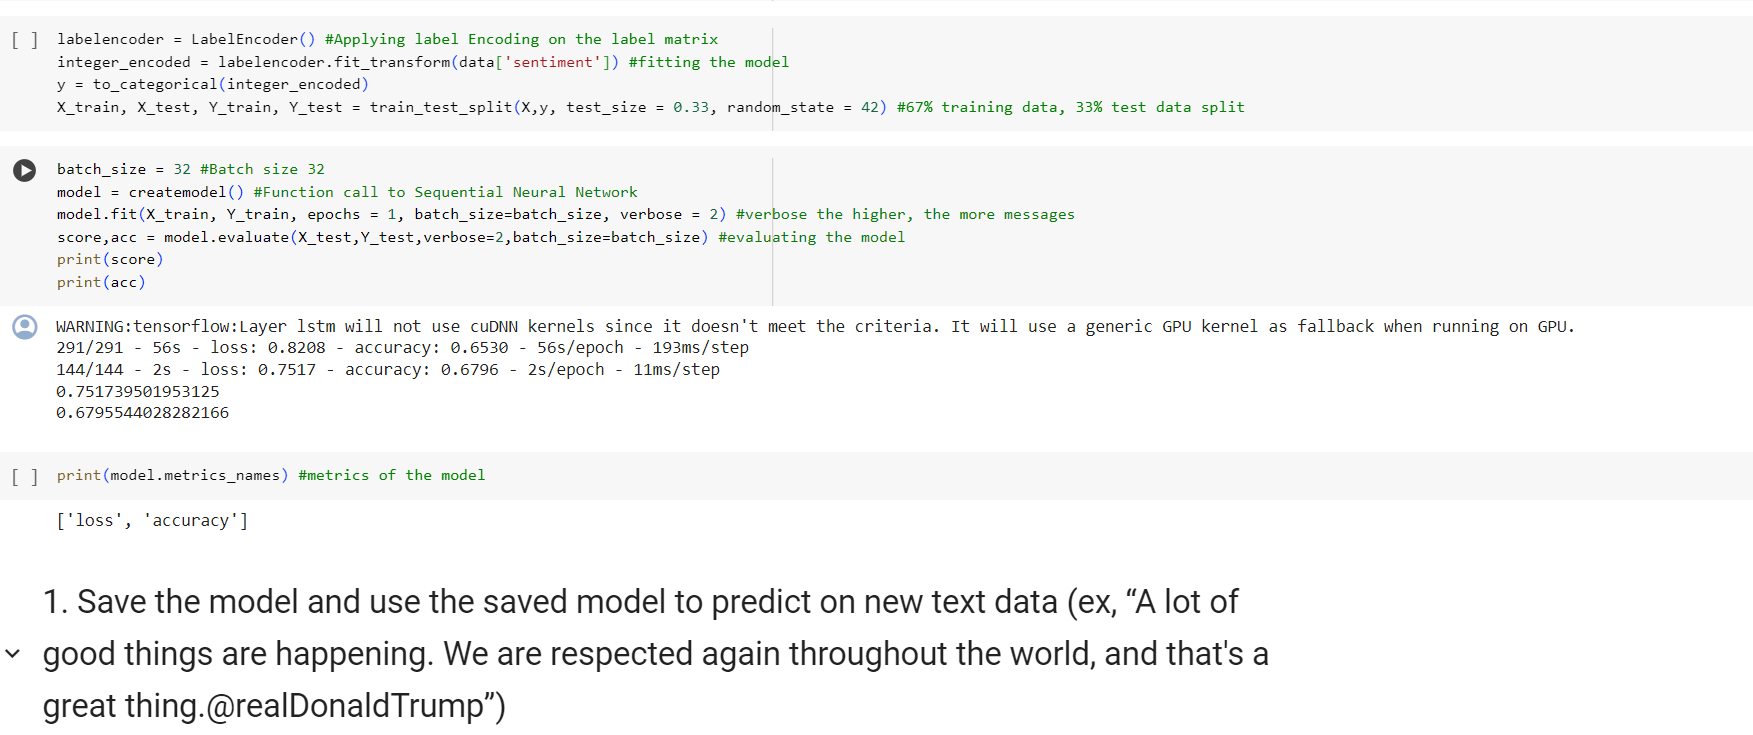 [ ] labelencoder = LabelEncoder() #Applying label Encoding on the label matrix
integer_encoded = labelencoder.fit_transform(data['sentiment']) #fitting the model
y = to_categorical(integer_encoded)
X_train, X_test, Y_train, Y_test = train_test_split(X,y, test_size = 0.33, random_state = 42) #67% training data, 33% test data split
batch_size = 32 #Batch size 32
model = createmodel() #Function call to Sequential Neural Network
model.fit(X_train, Y_train, epochs = 1, batch_size=batch_size, verbose = 2) #verbose the higher, the more messages
score,acc = model.evaluate(X_test,Y_test,verbose=2,batch_size=batch_size) #evaluating the model
print(score)
print(acc)
WARNING:tensorflow:Layer lstm will not use cuDNN kernels since it doesn't meet the criteria. It will use a generic GPU kernel as fallback when running on GPU.
291/291 - 56s - loss: 0.8208 - accuracy: 0.6530 - 56s/epoch - 193ms/step
144/144 - 2s - loss: 0.7517 - accuracy: 0.6796 - 2s/epoch - 11ms/step
0.751739501953125
0.6795544028282166
[ ] print(model.metrics_names) #metrics of the model
['loss', 'accuracy']
1. Save the model and use the saved model to predict on new text data (ex, “A lot of
good things are happening. We are respected again throughout the world, and that's a
great thing.@realDonaldTrump”)